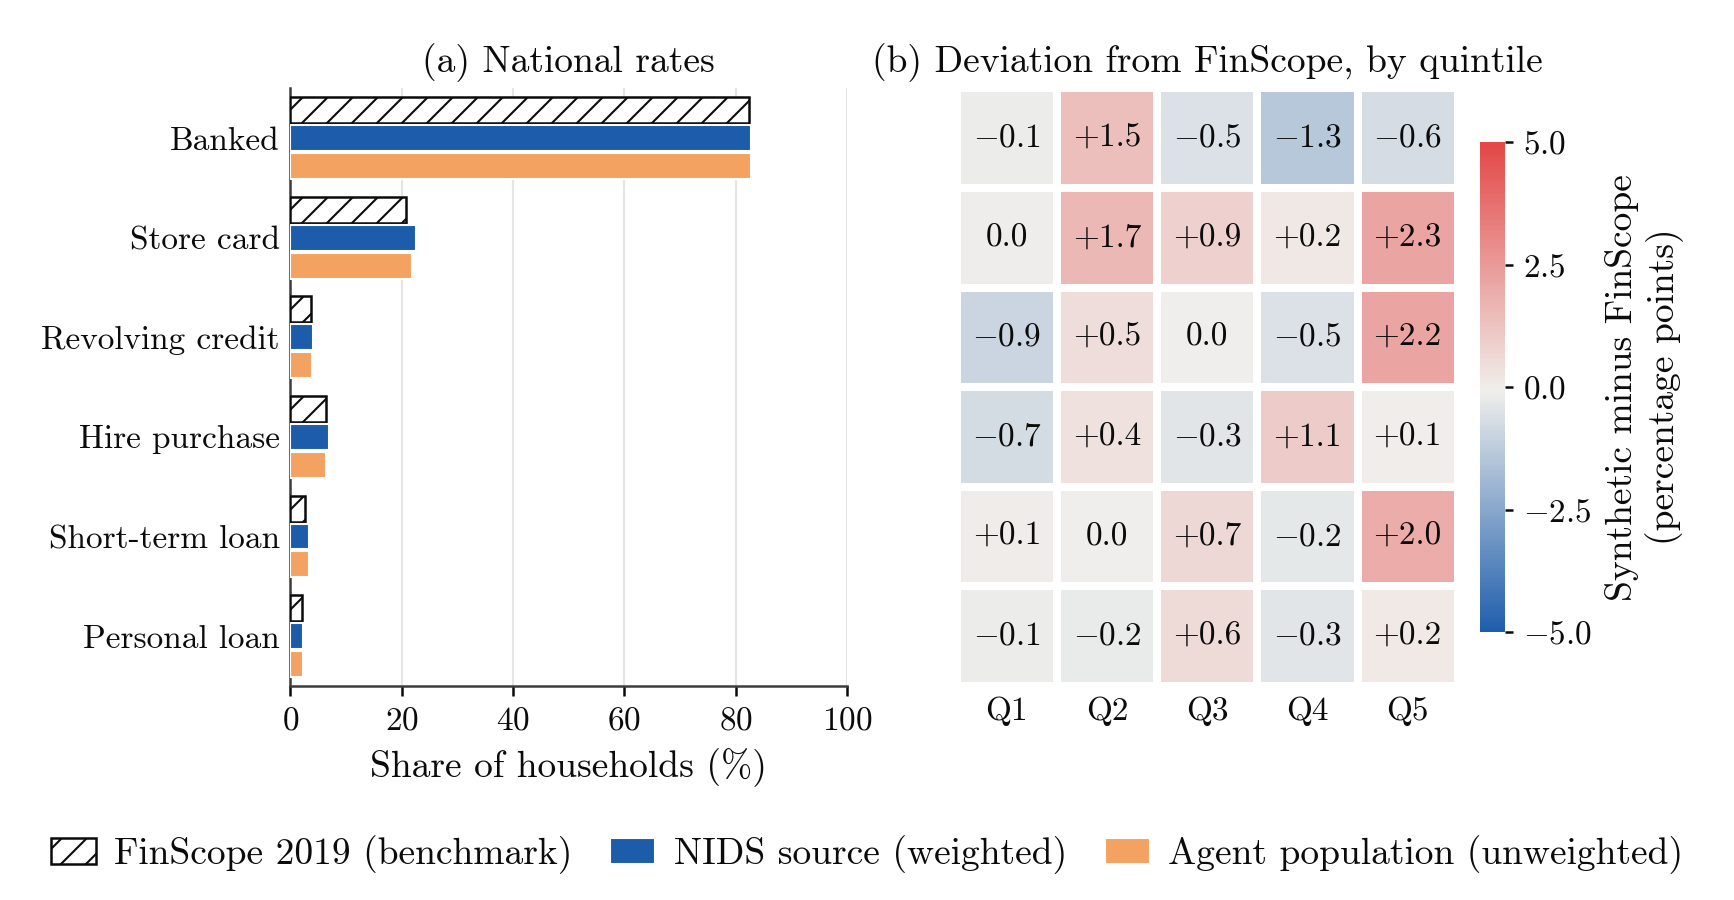 (a) National rates
Banked
Store card
Revolving credit
Hire purchase
Short-term loan
Personal loan
0 20 40 60 80 100
Share of households (%)
(b) Deviation from FinScope, by quintile
−0.1 +1.5 −0.5 −1.3 −0.6
0.0 +1.7 +0.9 +0.2 +2.3
−0.9 +0.5 0.0 −0.5 +2.2
−0.7 +0.4 −0.3 +1.1 +0.1
+0.1 0.0 +0.7 −0.2 +2.0
−0.1 −0.2 +0.6 −0.3 +0.2
Q1 Q2 Q3 Q4 Q5
5.0
2.5
0.0
−2.5
−5.0
Synthetic minus FinScope
(percentage points)
FinScope 2019 (benchmark) NIDS source (weighted) Agent population (unweighted)